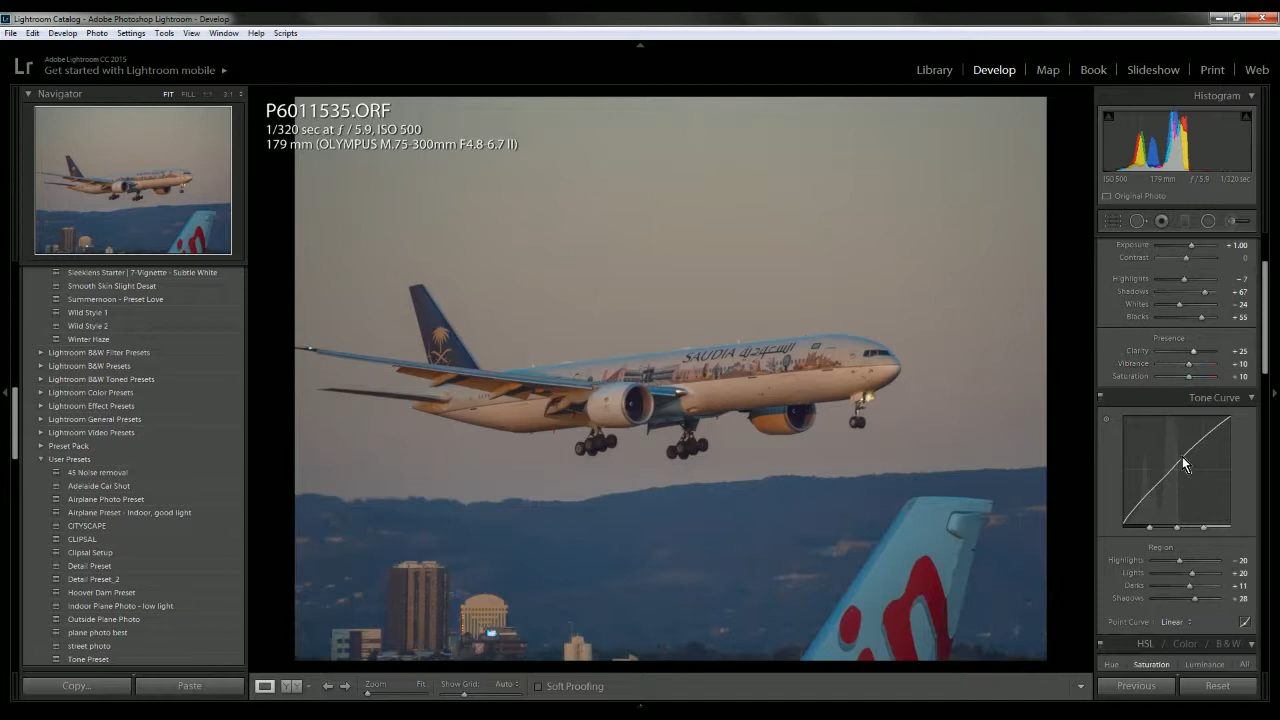 Lightroom Catalog - Adobe Photoshop Lightroom - Develop
File Edit Develop Photo Settings Tools View Window Help Scripts
Lr
Adobe Lightroom CC 2015
Get started with Lightroom mobile
Library Develop Map Book Slideshow Print Web
Navigator FIT FILL 1:1 3:1
Sleeklens Starter | 7-Vignette - Subtle White
Smooth Skin Slight Desat
Summernoon - Preset Love
Wild Style 1
Wild Style 2
Winter Haze
Lightroom B&W Filter Presets
Lightroom B&W Presets
Lightroom B&W Toned Presets
Lightroom Color Presets
Lightroom Effect Presets
Lightroom General Presets
Lightroom Video Presets
Preset Pack
User Presets
45 Noise removal
Adelaide Car Shot
Airplane Photo Preset
Airplane Preset - Indoor, good light
CITYSCAPE
CLIPSAL
Clipsal Setup
Detail Preset
Detail Preset_2
Hoover Dam Preset
Indoor Plane Photo - low light
Outside Plane Photo
plane photo best
street photo
Tone Preset
Copy... Paste
P6011535.ORF
1/320 sec at ƒ / 5.9, ISO 500
179 mm (OLYMPUS M.75-300mm F4.8-6.7 II)
SAUDIA السعودية
Zoom Fit Show Grid: Auto Soft Proofing
Histogram
ISO 500 179 mm ƒ / 5.9 1/320 sec
Original Photo
Exposure + 1.00
Contrast 0
Highlights - 7
Shadows + 67
Whites - 24
Blacks + 55
Presence
Clarity + 25
Vibrance + 10
Saturation + 10
Tone Curve
Region
Highlights - 20
Lights + 20
Darks + 11
Shadows + 28
Point Curve : Linear
HSL / Color / B & W
Hue Saturation Luminance All
Previous Reset